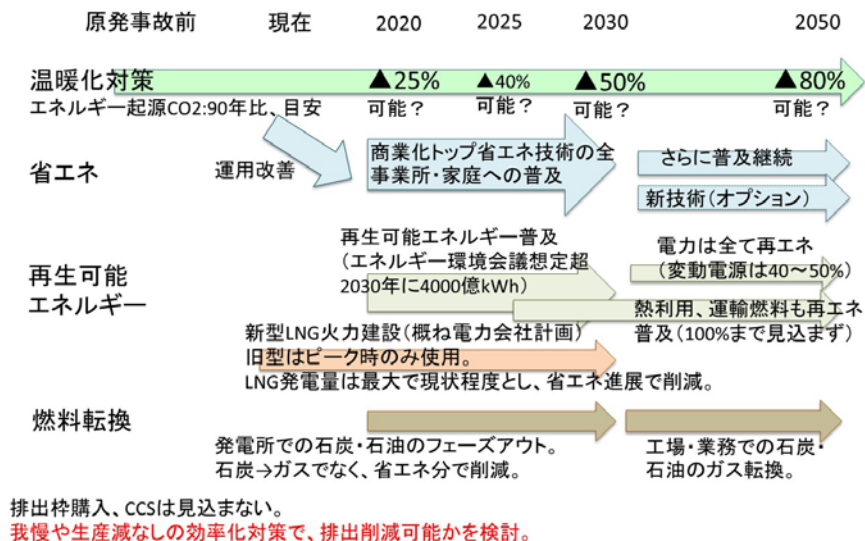 原発事故前 現在 2020 2025 2030 2050
温暖化対策 ▲25% ▲40% ▲50% ▲80%
エネルギー起源CO2:90年比、目安 可能? 可能? 可能? 可能?
省エネ
運用改善
商業化トップ省エネ技術の全
事業所・家庭への普及
さらに普及継続
新技術(オプション)
再生可能
エネルギー
再生可能エネルギー普及
(エネルギー環境会議想定超
2030年に4000億kWh)
電力は全て再エネ
(変動電源は40~50%)
熱利用、運輸燃料も再エネ
普及(100%まで見込まず)
新型LNG火力建設(概ね電力会社計画)
旧型はピーク時のみ使用。
LNG発電量は最大で現状程度とし、省エネ進展で削減。
燃料転換
発電所での石炭・石油のフェーズアウト。
石炭→ガスでなく、省エネ分で削減。
工場・業務での石炭・
石油のガス転換。
排出枠購入、CCSは見込まない。
我慢や生産減なしの効率化対策で、排出削減可能かを検討。